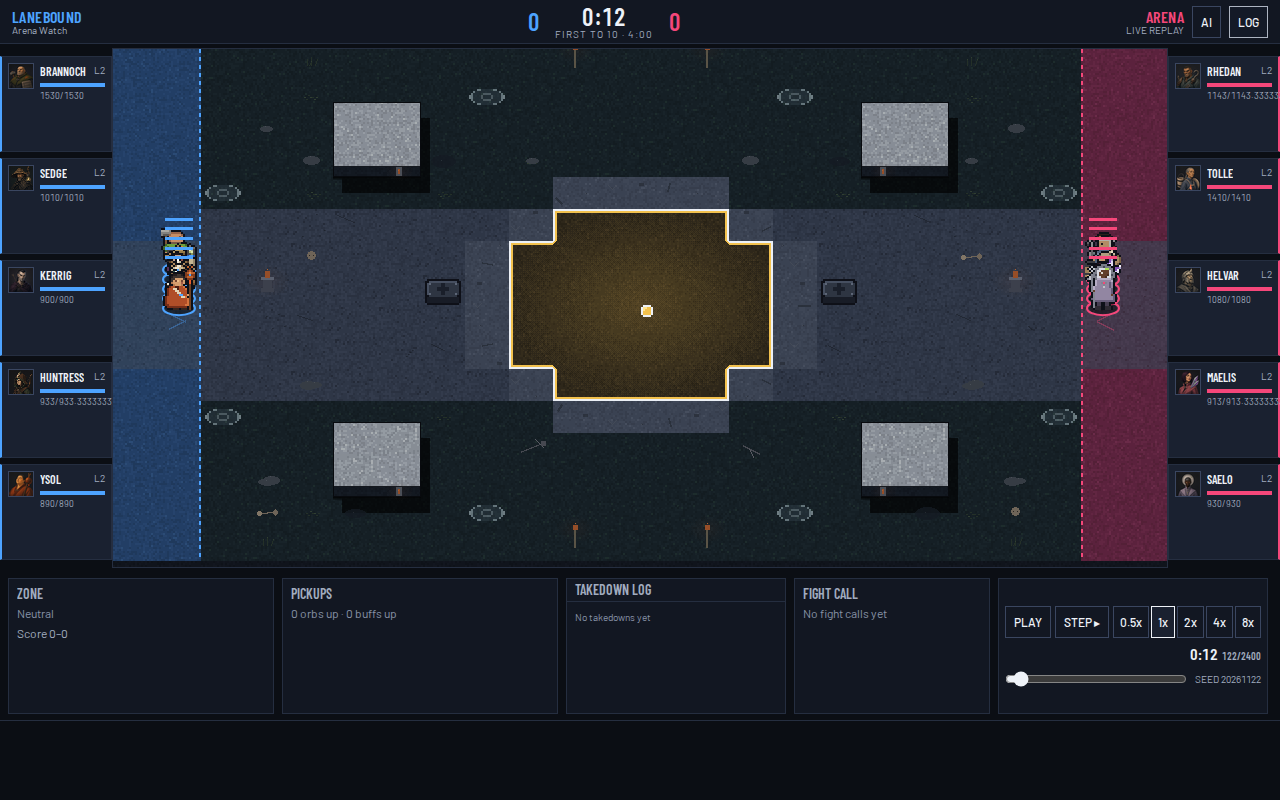 LANEBOUND
Arena Watch
0 0:12 0
FIRST TO 10 · 4:00
ARENA
LIVE REPLAY
AI
LOG
BRANNOCH L2
1530/1530
SEDGE L2
1010/1010
KERRIG L2
900/900
HUNTRESS L2
933/933.3333333
YSOL L2
890/890
RHEDAN L2
1143/1143.33333
TOLLE L2
1410/1410
HELVAR L2
1080/1080
MAELIS L2
913/913.3333333
SAELO L2
930/930
ZONE
Neutral
Score 0–0
PICKUPS
0 orbs up · 0 buffs up
TAKEDOWN LOG
No takedowns yet
FIGHT CALL
No fight calls yet
PLAY STEP ▸ 0.5x 1x 2x 4x 8x
0:12 122/2400
SEED 20261122